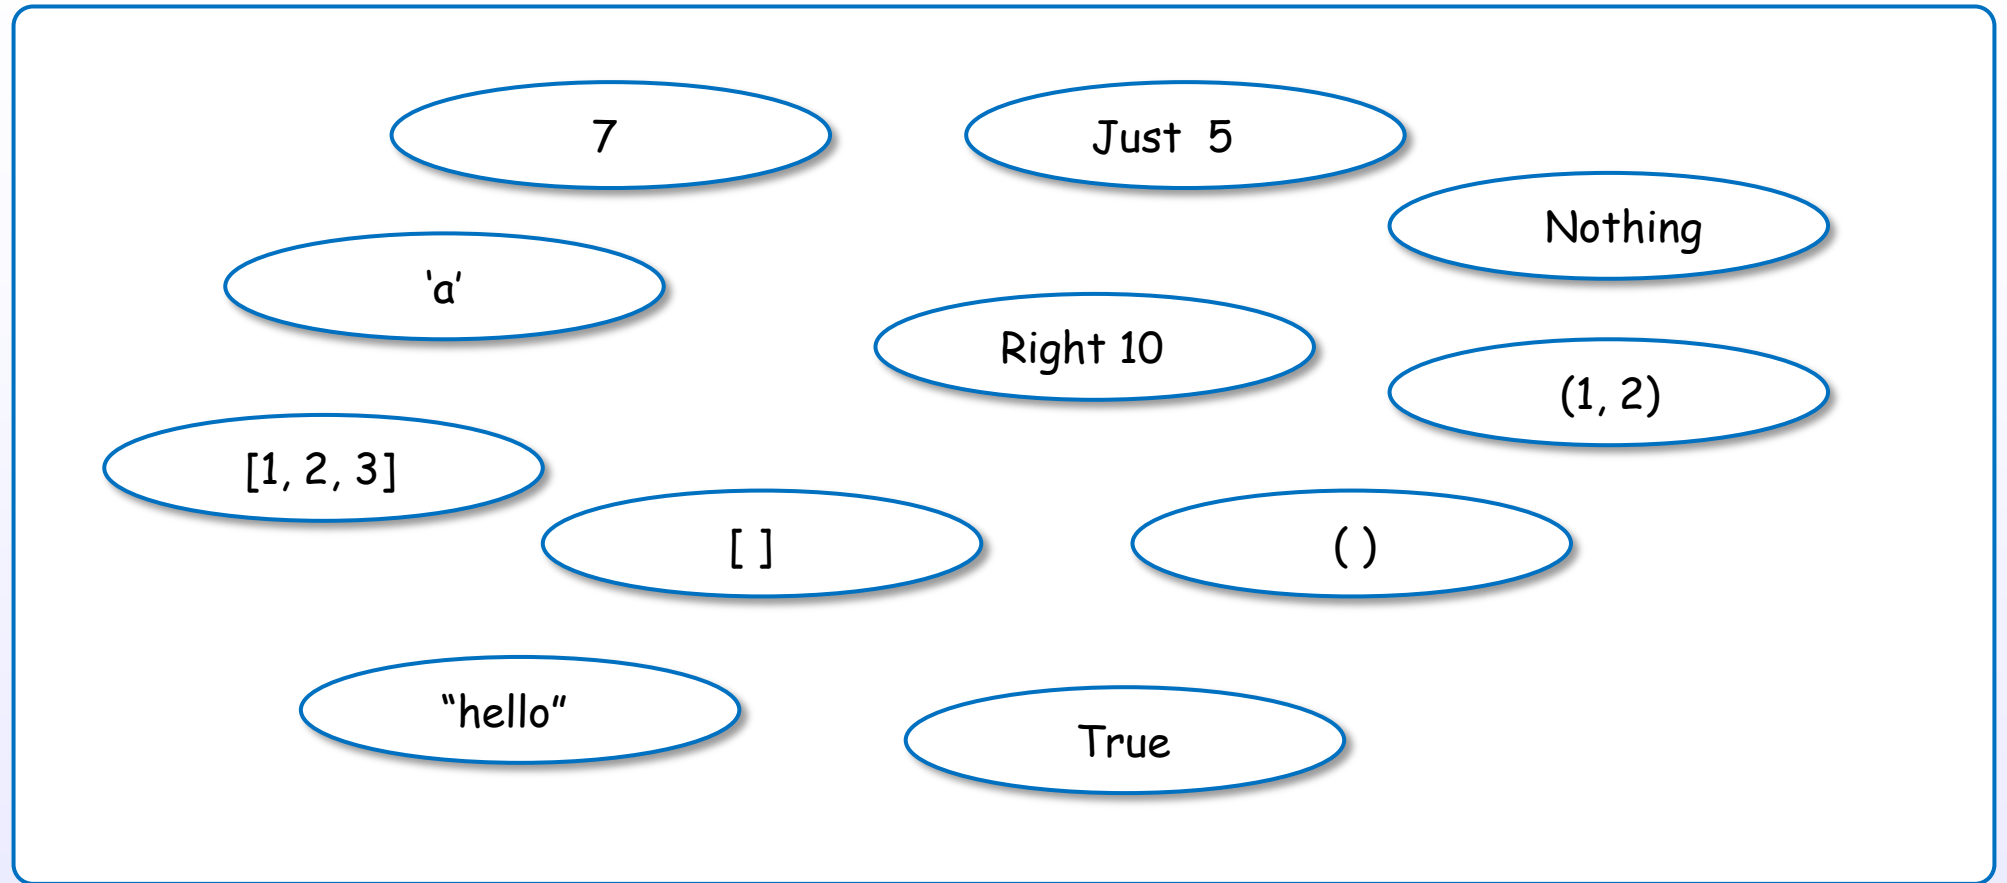 7
Just  5
Nothing
‘a’
Right 10
(1, 2)
[1, 2, 3]
[ ]
( )
“hello”
True